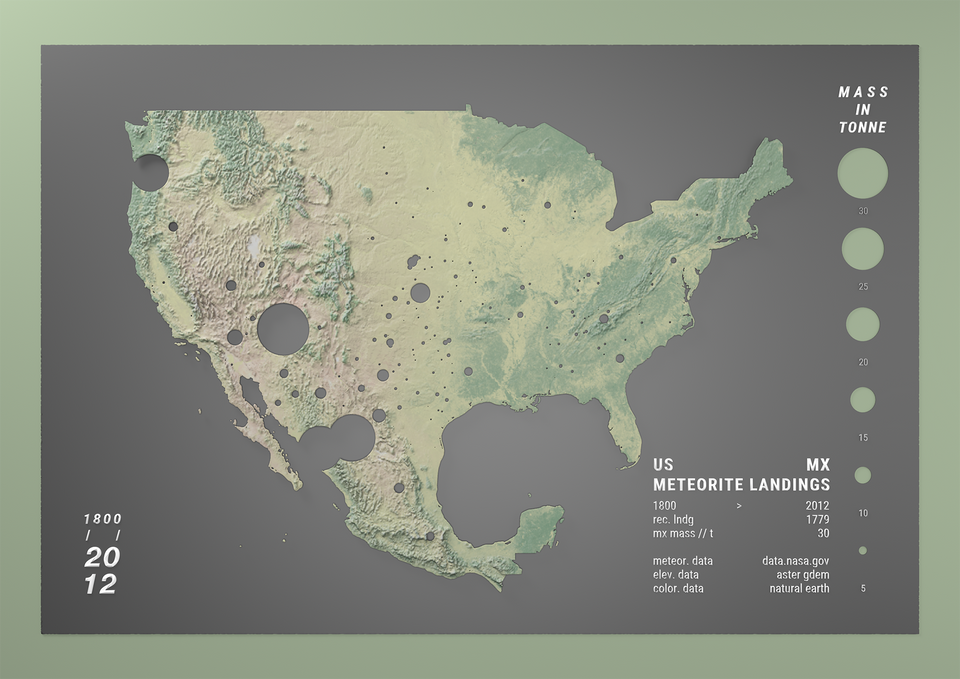 MASS
IN
TONNE
30
25
20
15
10
5
US MX
METEORITE LANDINGS
1800 > 2012
rec. lndg 1779
mx mass // t 30
meteor. data data.nasa.gov
elev. data aster gdem
color. data natural earth
1800
/ /
20
12